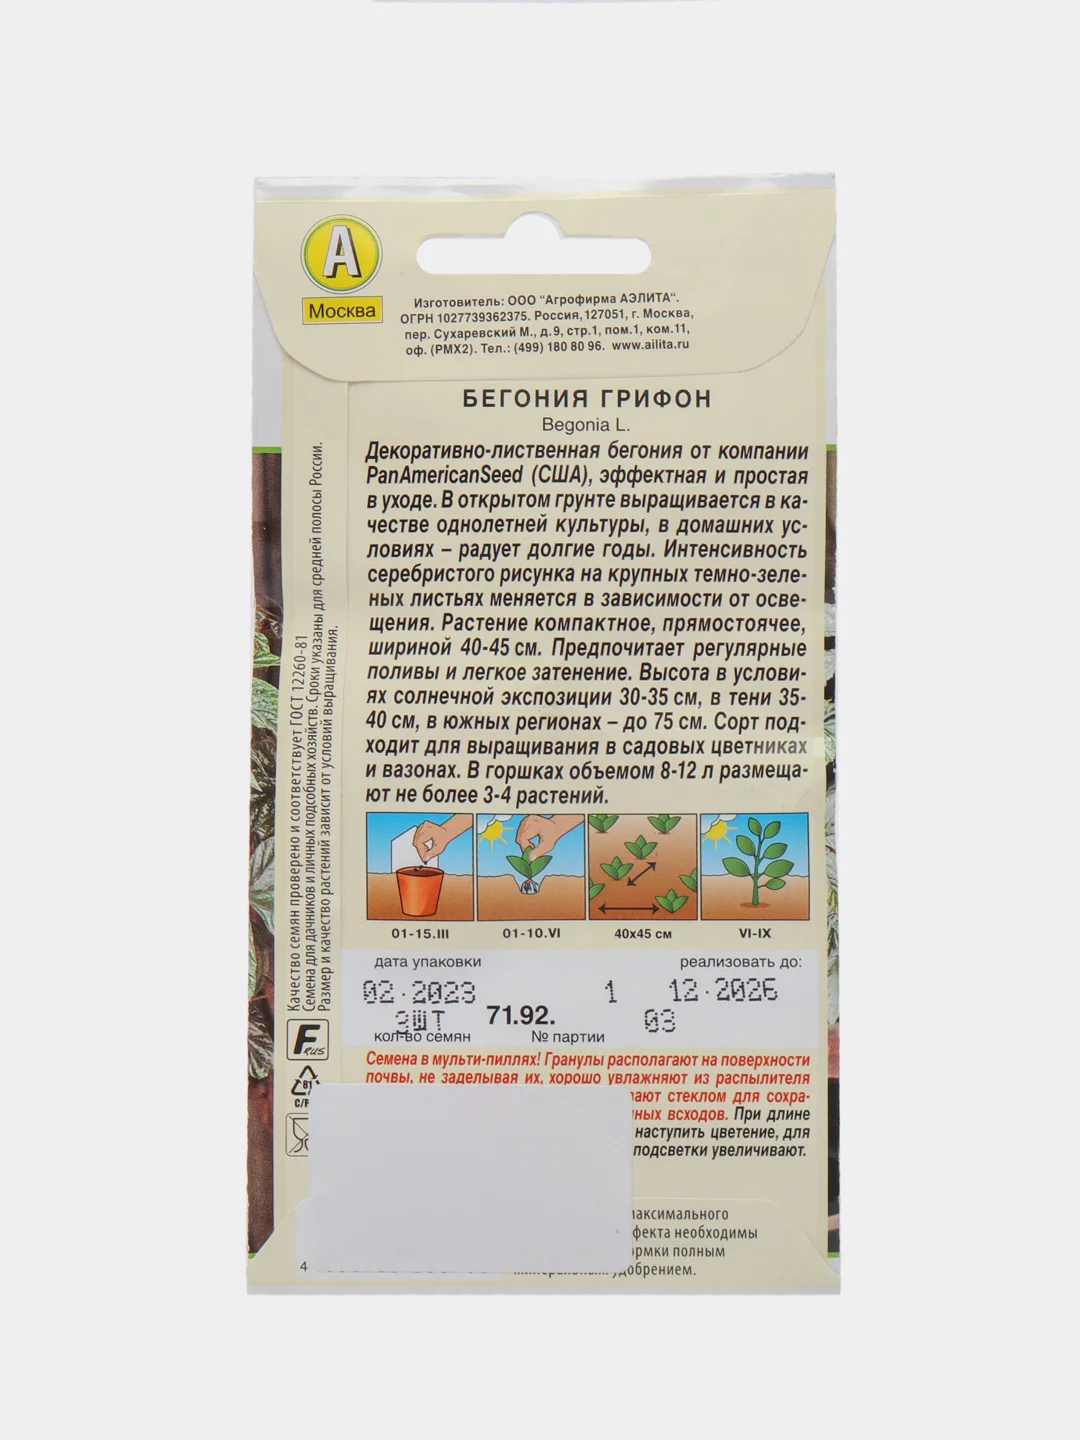 А
Москва
Изготовитель: ООО "Агрофирма АЭЛИТА".
ОГРН 1027739362375. Россия,127051, г. Москва,
пер. Сухаревский М., д.9, стр.1, пом.1, ком.11,
оф. (РМХ2). Тел.: (499) 180 80 96. www.ailita.ru
БЕГОНИЯ ГРИФОН
Begonia L.
Декоративно-лиственная бегония от компании
PanAmericanSeed (США), эффектная и простая
в уходе. В открытом грунте выращивается в ка-
честве однолетней культуры, в домашних ус-
ловиях – радует долгие годы. Интенсивность
серебристого рисунка на крупных темно-зеле-
ных листьях меняется в зависимости от осве-
щения. Растение компактное, прямостоячее,
шириной 40-45 см. Предпочитает регулярные
поливы и легкое затенение. Высота в услови-
ях солнечной экспозиции 30-35 см, в тени 35-
40 см, в южных регионах – до 75 см. Сорт под-
ходит для выращивания в садовых цветниках
и вазонах. В горшках объемом 8-12 л размеща-
ют не более 3-4 растений.
01-15.III 01-10.VI 40х45 см VI-IX
дата упаковки реализовать до:
02.2023 1 12.2026
3ШТ 71.92. 03
кол-во семян № партии
Семена в мульти-пиллях! Гранулы располагают на поверхности
почвы, не заделывая их, хорошо увлажняют из распылителя
вают стеклом для сохра-
ных всходов. При длине
наступить цветение, для
подсветки увеличивают.
максимального
фекта необходимы
ормки полным
удобрением.
4
Качество семян проверено и соответствует ГОСТ 12260-81
Семена для дачников и личных подсобных хозяйств. Сроки указаны для средней полосы России.
Размер и качество растений зависит от условий выращивания.
F RUS
81
C/P